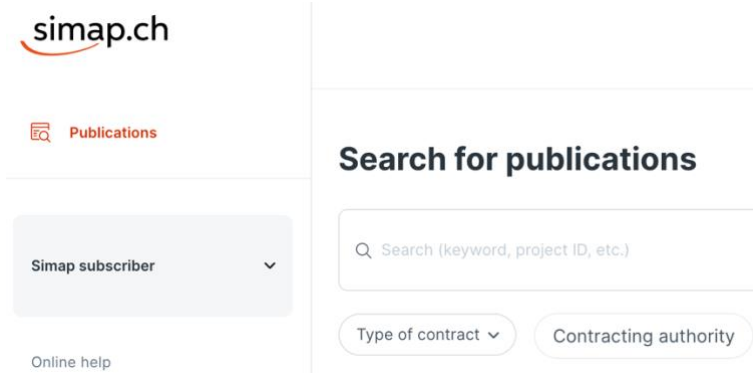 simap.ch
Publications
Simap subscriber
Online help
Search for publications
Search (keyword, project ID, etc.)
Type of contract
Contracting authority